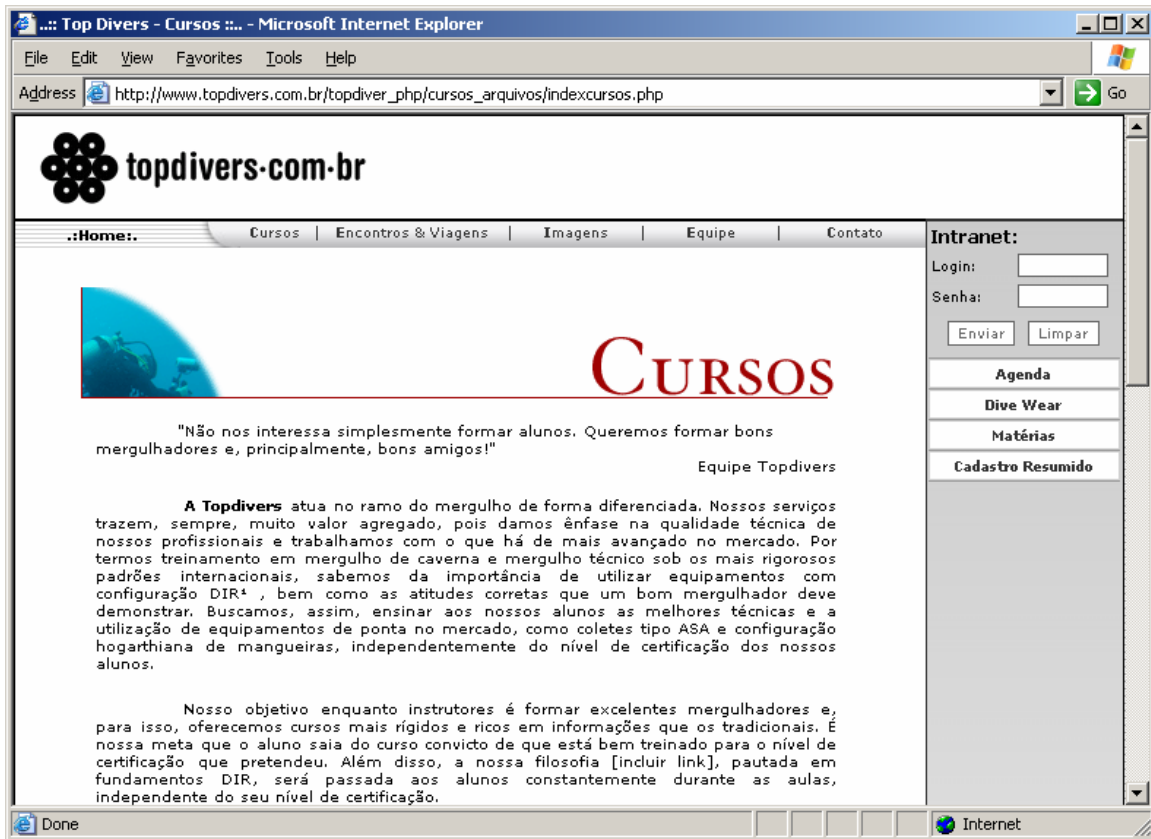 ..:: Top Divers - Cursos ::.. - Microsoft Internet Explorer
File Edit View Favorites Tools Help
Address http://www.topdivers.com.br/topdiver_php/cursos_arquivos/indexcursos.php Go
topdivers·com·br
.:Home:. Cursos | Encontros & Viagens | Imagens | Equipe | Contato
Intranet:
Login:
Senha:
Enviar Limpar
Agenda
Dive Wear
Matérias
Cadastro Resumido
CURSOS
"Não nos interessa simplesmente formar alunos. Queremos formar bons
mergulhadores e, principalmente, bons amigos!"
Equipe Topdivers
A Topdivers atua no ramo do mergulho de forma diferenciada. Nossos serviços
trazem, sempre, muito valor agregado, pois damos ênfase na qualidade técnica de
nossos profissionais e trabalhamos com o que há de mais avançado no mercado. Por
termos treinamento em mergulho de caverna e mergulho técnico sob os mais rigorosos
padrões internacionais, sabemos da importância de utilizar equipamentos com
configuração DIR¹ , bem como as atitudes corretas que um bom mergulhador deve
demonstrar. Buscamos, assim, ensinar aos nossos alunos as melhores técnicas e a
utilização de equipamentos de ponta no mercado, como coletes tipo ASA e configuração
hogarthiana de mangueiras, independentemente do nível de certificação dos nossos
alunos.
Nosso objetivo enquanto instrutores é formar excelentes mergulhadores e,
para isso, oferecemos cursos mais rígidos e ricos em informações que os tradicionais. É
nossa meta que o aluno saia do curso convicto de que está bem treinado para o nível de
certificação que pretendeu. Além disso, a nossa filosofia [incluir link], pautada em
fundamentos DIR, será passada aos alunos constantemente durante as aulas,
independente do seu nível de certificação.
Done Internet